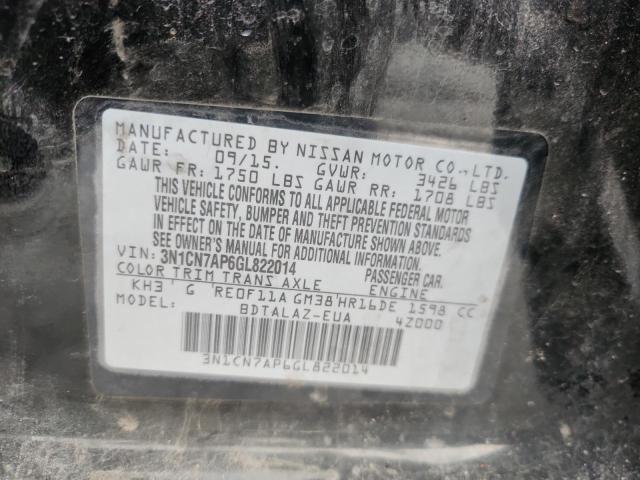 MANUFACTURED BY NISSAN MOTOR CO., LTD.
DATE: 09/15. GVWR: 3426 LBS
GAWR FR: 1750 LBS GAWR RR: 1708 LBS
THIS VEHICLE CONFORMS TO ALL APPLICABLE FEDERAL MOTOR
VEHICLE SAFETY, BUMPER AND THEFT PREVENTION STANDARDS
IN EFFECT ON THE DATE OF MANUFACTURE SHOWN ABOVE.
SEE OWNER'S MANUAL FOR ADDITIONAL INFORMATION.
VIN: 3N1CN7AP6GL822014 PASSENGER CAR.
COLOR TRIM TRANS AXLE ENGINE
KH3 G RE0F11A GM38 HR16DE 1598 CC
MODEL: BDTALAZ-EUA 4Z000
3N1CN7AP6GL822014